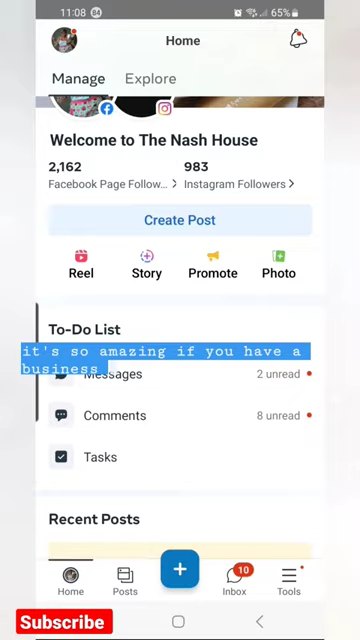 11:08 84 65%
Home
Manage Explore
Welcome to The Nash House
2,162 983
Facebook Page Follow... Instagram Followers
Create Post
Reel Story Promote Photo
To-Do List
it's so amazing if you have a
business
Messages 2 unread
Comments 8 unread
Tasks
Recent Posts
10
Home Posts Inbox Tools
Subscribe